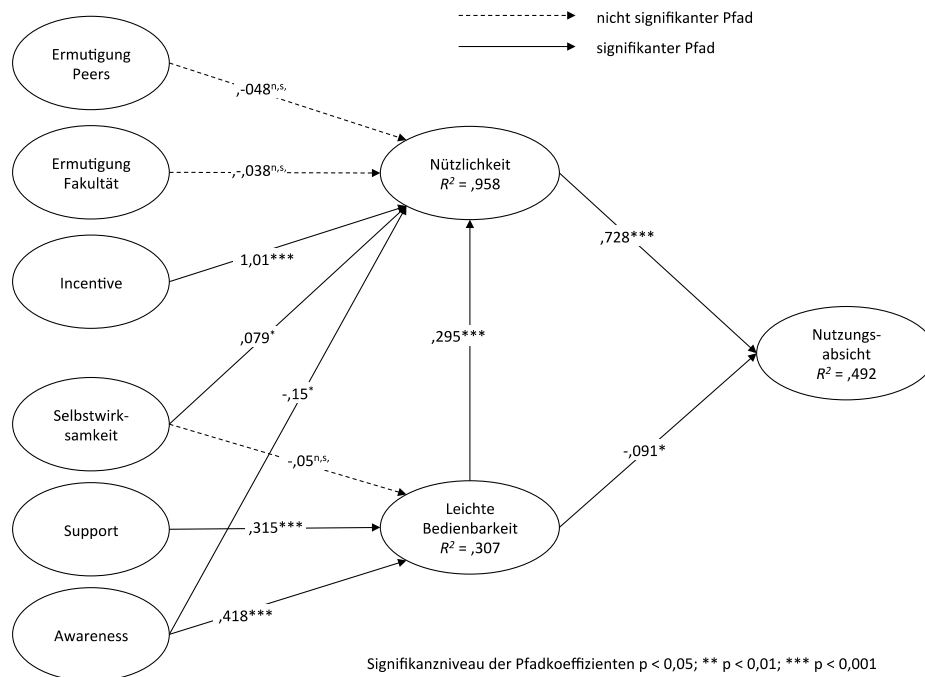 nicht signifikanter Pfad
signifikanter Pfad
Ermutigung
Peers
,-048n,s,
Ermutigung
Fakultät
,-,038n,s,
Nützlichkeit
R² = ,958
Incentive
1,01***
,728***
,079*
,295***
Nutzungs-
absicht
R² = ,492
-,15*
Selbstwirk-
samkeit
-,05n,s,
-,091*
Support
,315***
Leichte
Bedienbarkeit
R² = ,307
Awareness
,418***
Signifikanzniveau der Pfadkoeffizienten p < 0,05; ** p < 0,01; *** p < 0,001